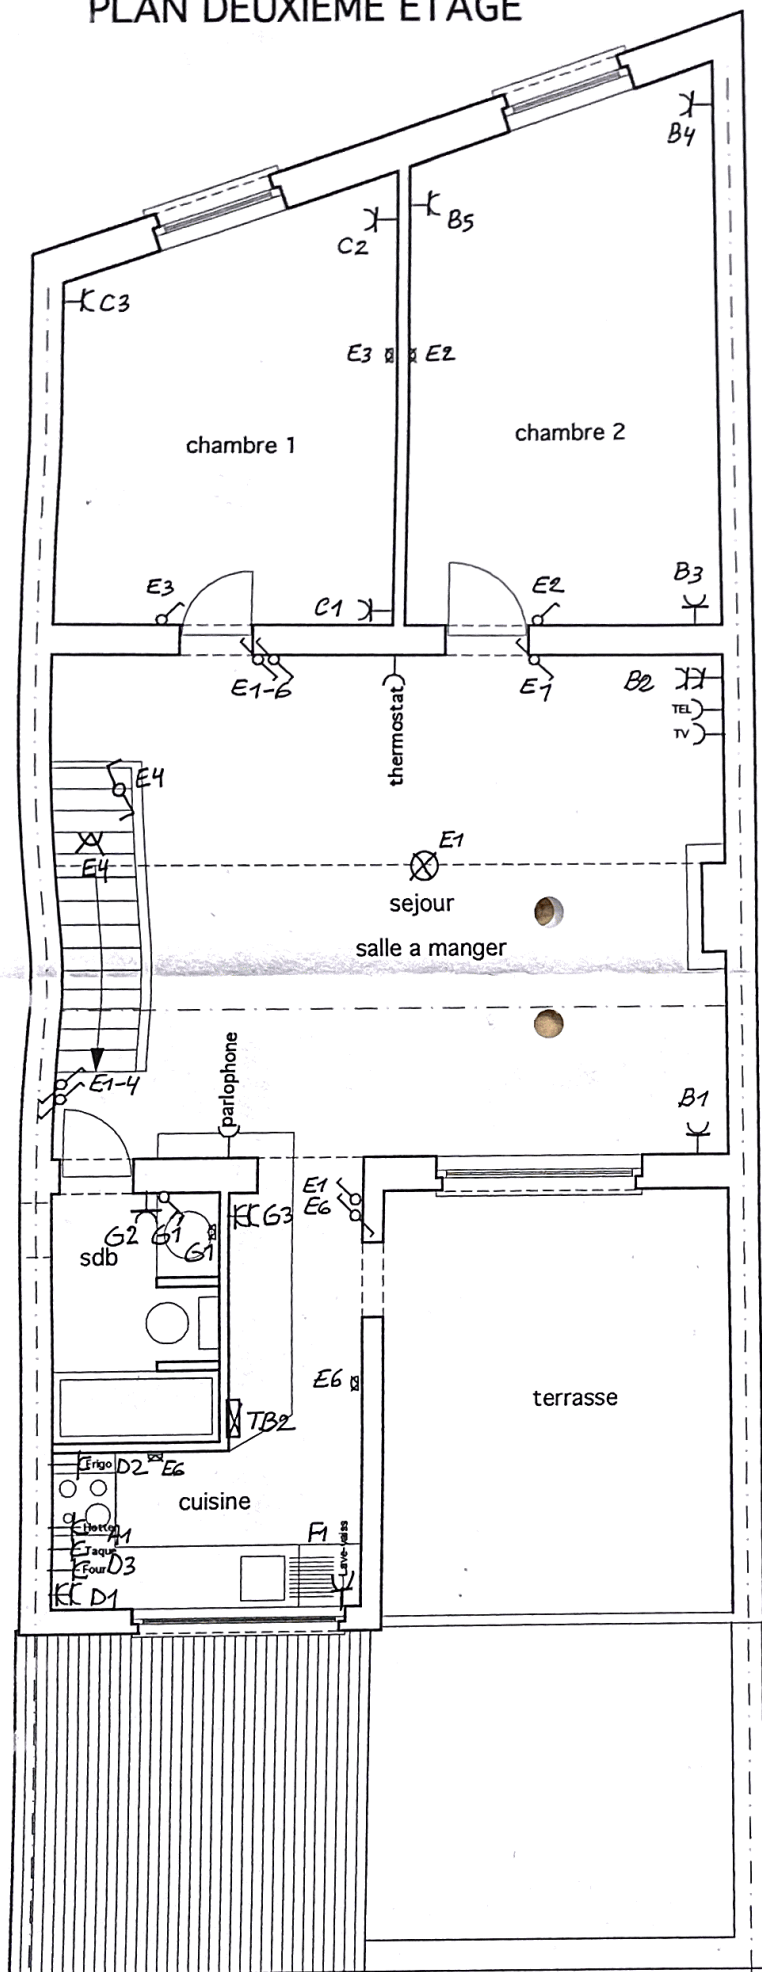 PLAN DEUXIEME ETAGE
B4
C2
B5
C3
E3
E2
chambre 1
chambre 2
E3
C1
E2
B3
E1-6
thermostat
E1
B2
TEL
TV
E4
E4
E1
sejour
salle a manger
parlophone
E1-4
B1
E1
E6
G2
G1
G3
G1
sdb
E6
terrasse
TB2
Frigo
D2
E6
cuisine
Hotte
A1
F1
Lave-vaiss
Taque
Four
D3
D1